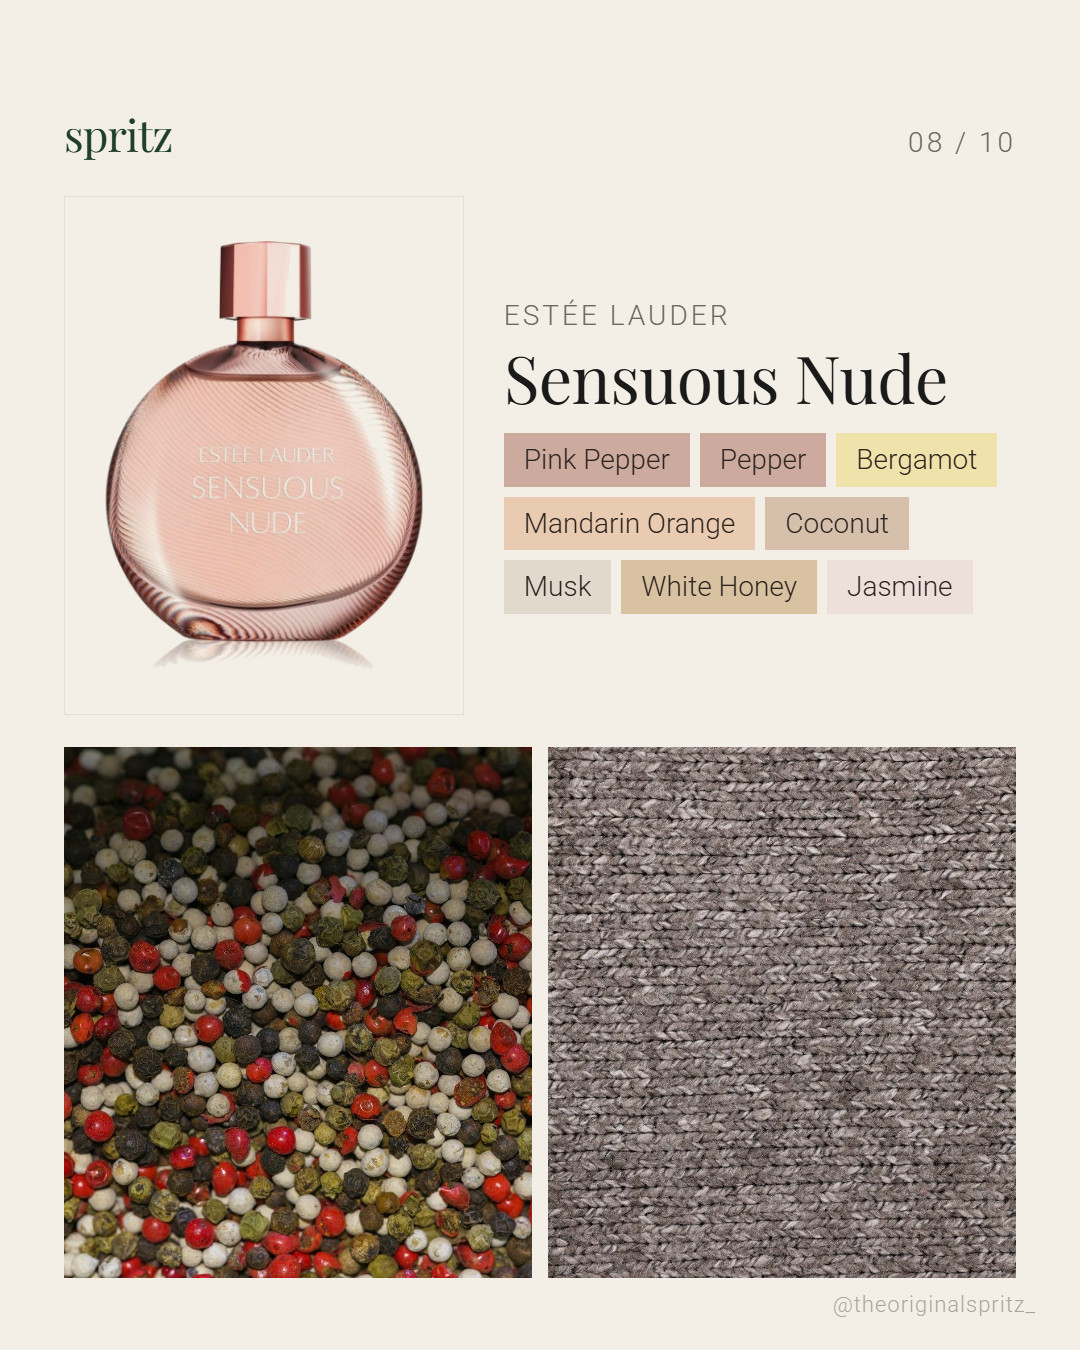 spritz
08 / 10
ESTÉE LAUDER
SENSUOUS
NUDE
ESTÉE LAUDER
Sensuous Nude
Pink Pepper Pepper Bergamot
Mandarin Orange Coconut
Musk White Honey Jasmine
@theoriginalspritz_